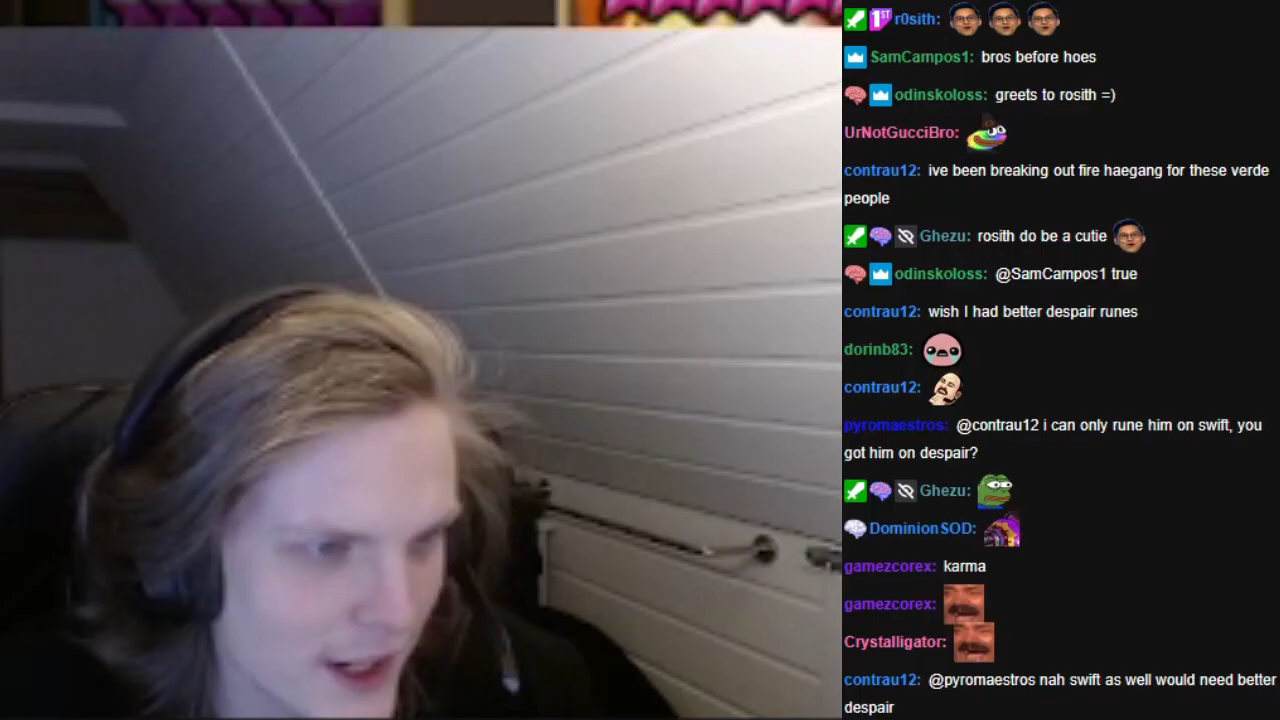 1ST r0sith:
SamCampos1: bros before hoes
odinskoloss: greets to rosith =)
UrNotGucciBro:
contrau12: ive been breaking out fire haegang for these verde
people
Ghezu: rosith do be a cutie
odinskoloss: @SamCampos1 true
contrau12: wish I had better despair runes
dorinb83:
contrau12:
pyromaestros: @contrau12 i can only rune him on swift, you
got him on despair?
Ghezu:
DominionSOD:
gamezcorex: karma
gamezcorex:
Crystalligator:
contrau12: @pyromaestros nah swift as well would need better
despair